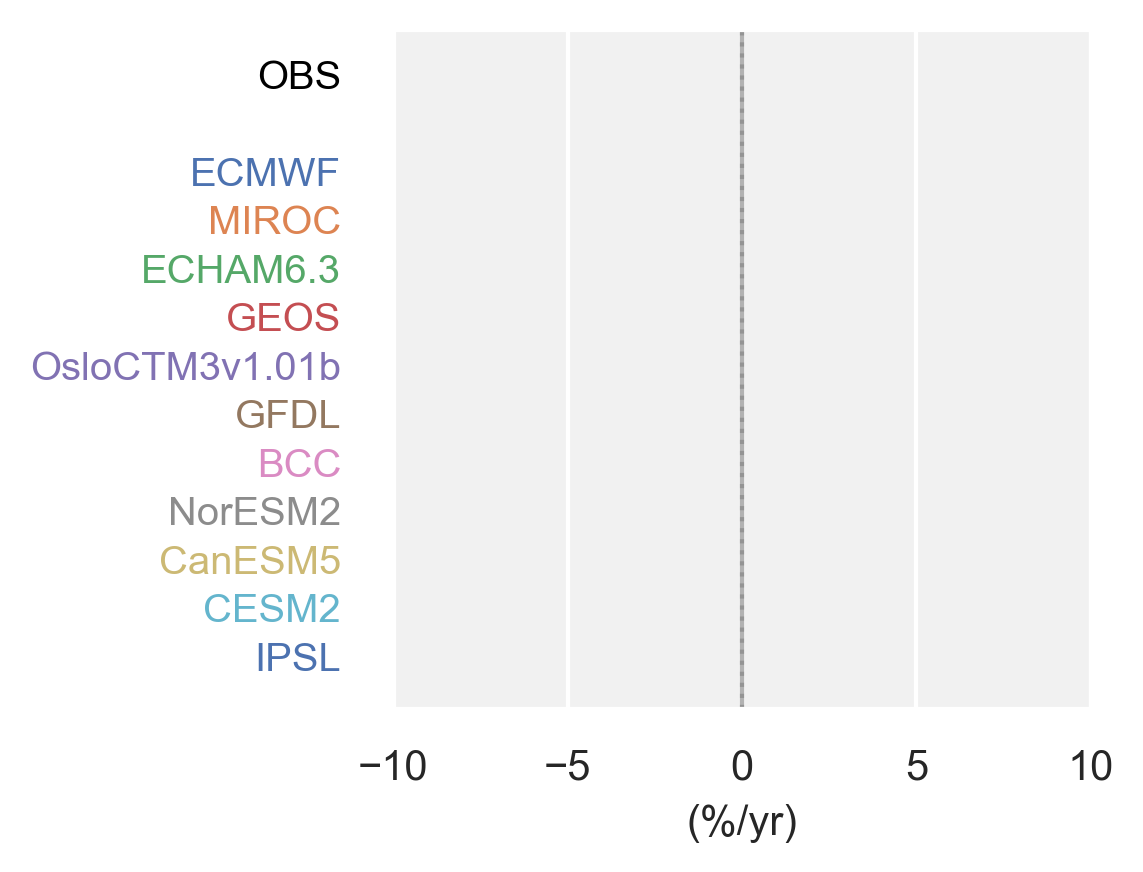 OBS
ECMWF
MIROC
ECHAM6.3
GEOS
OsloCTM3v1.01b
GFDL
BCC
NorESM2
CanESM5
CESM2
IPSL
−10 −5 0 5 10
(%/yr)